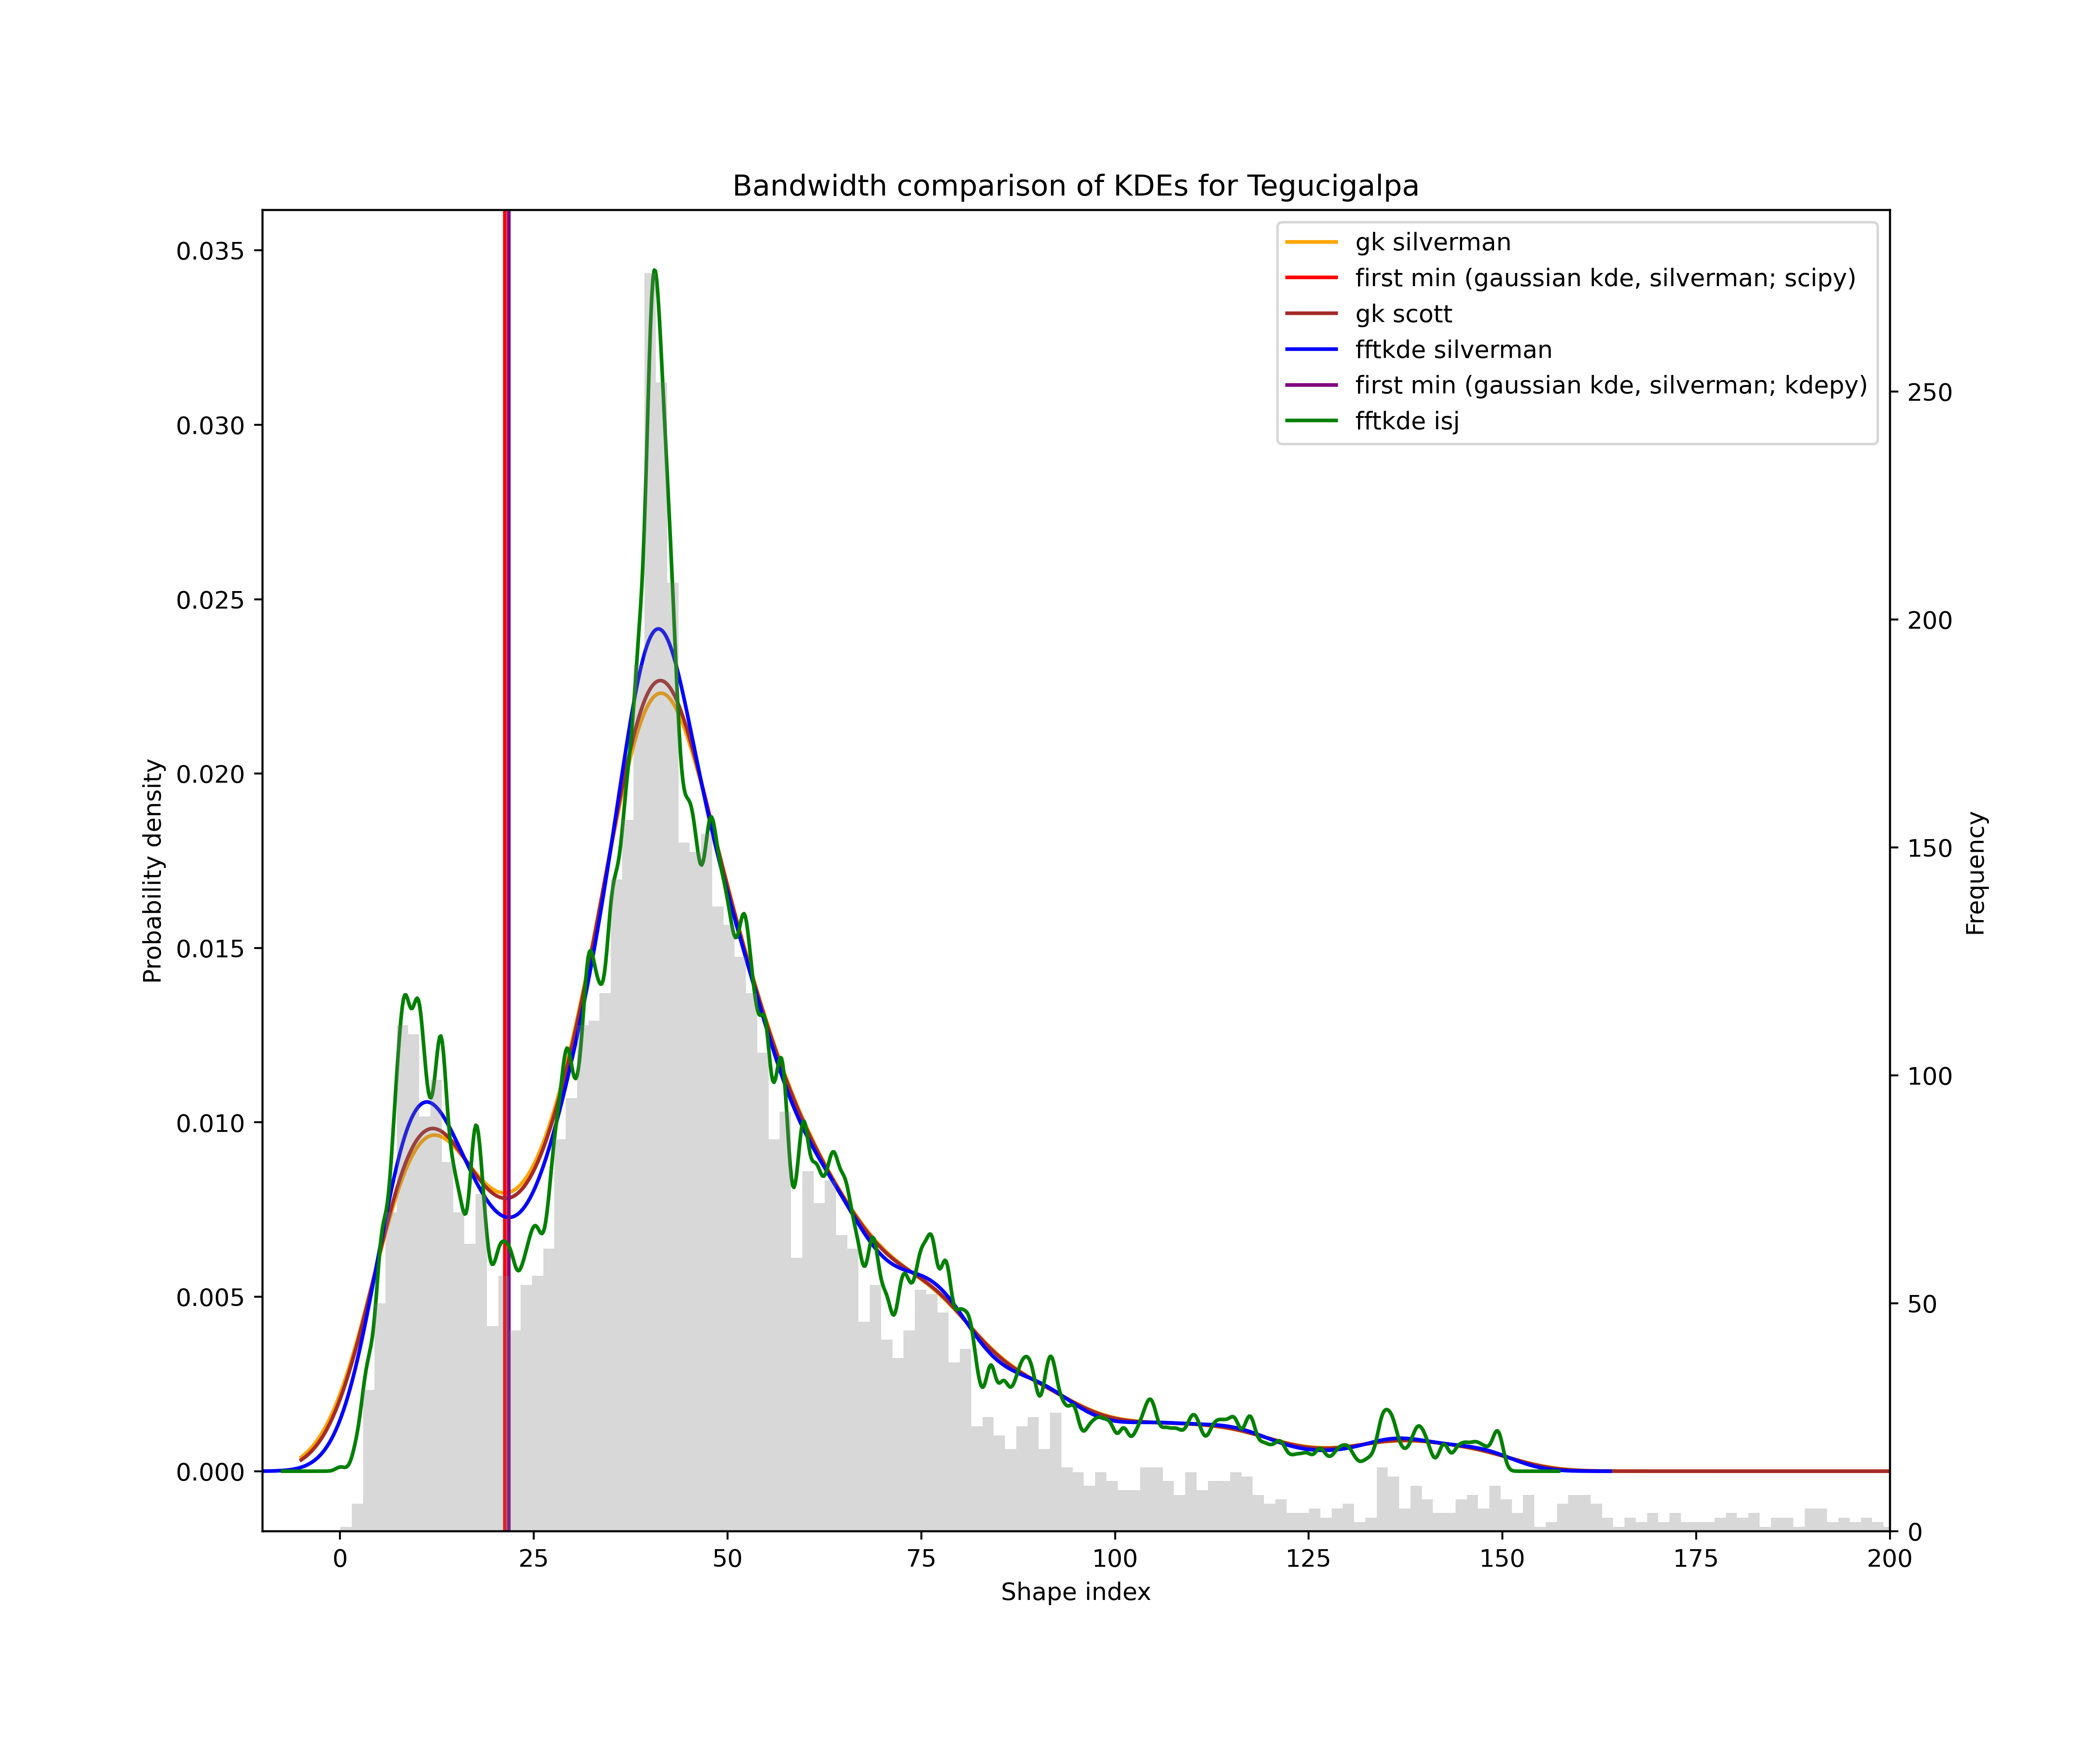 Bandwidth comparison of KDEs for Tegucigalpa
gk silverman
first min (gaussian kde, silverman; scipy)
gk scott
fftkde silverman
first min (gaussian kde, silverman; kdepy)
fftkde isj
0.035
0.030
0.025
0.020
0.015
0.010
0.005
0.000
Probability density
250
200
150
100
50
0
Frequency
0 25 50 75 100 125 150 175 200
Shape index